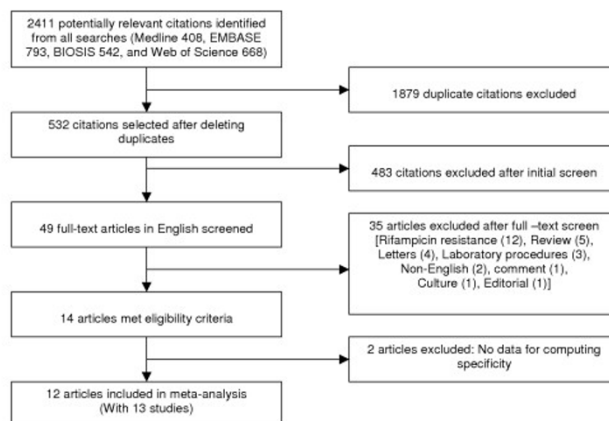 2411 potentially relevant citations identified
from all searches (Medline 408, EMBASE
793, BIOSIS 542, and Web of Science 668)
1879 duplicate citations excluded
532 citations selected after deleting
duplicates
483 citations excluded after initial screen
49 full-text articles in English screened
35 articles excluded after full –text screen
[Rifampicin resistance (12), Review (5),
Letters (4), Laboratory procedures (3),
Non-English (2), comment (1),
Culture (1), Editorial (1)]
14 articles met eligibility criteria
2 articles excluded: No data for computing
specificity
12 articles included in meta-analysis
(With 13 studies)